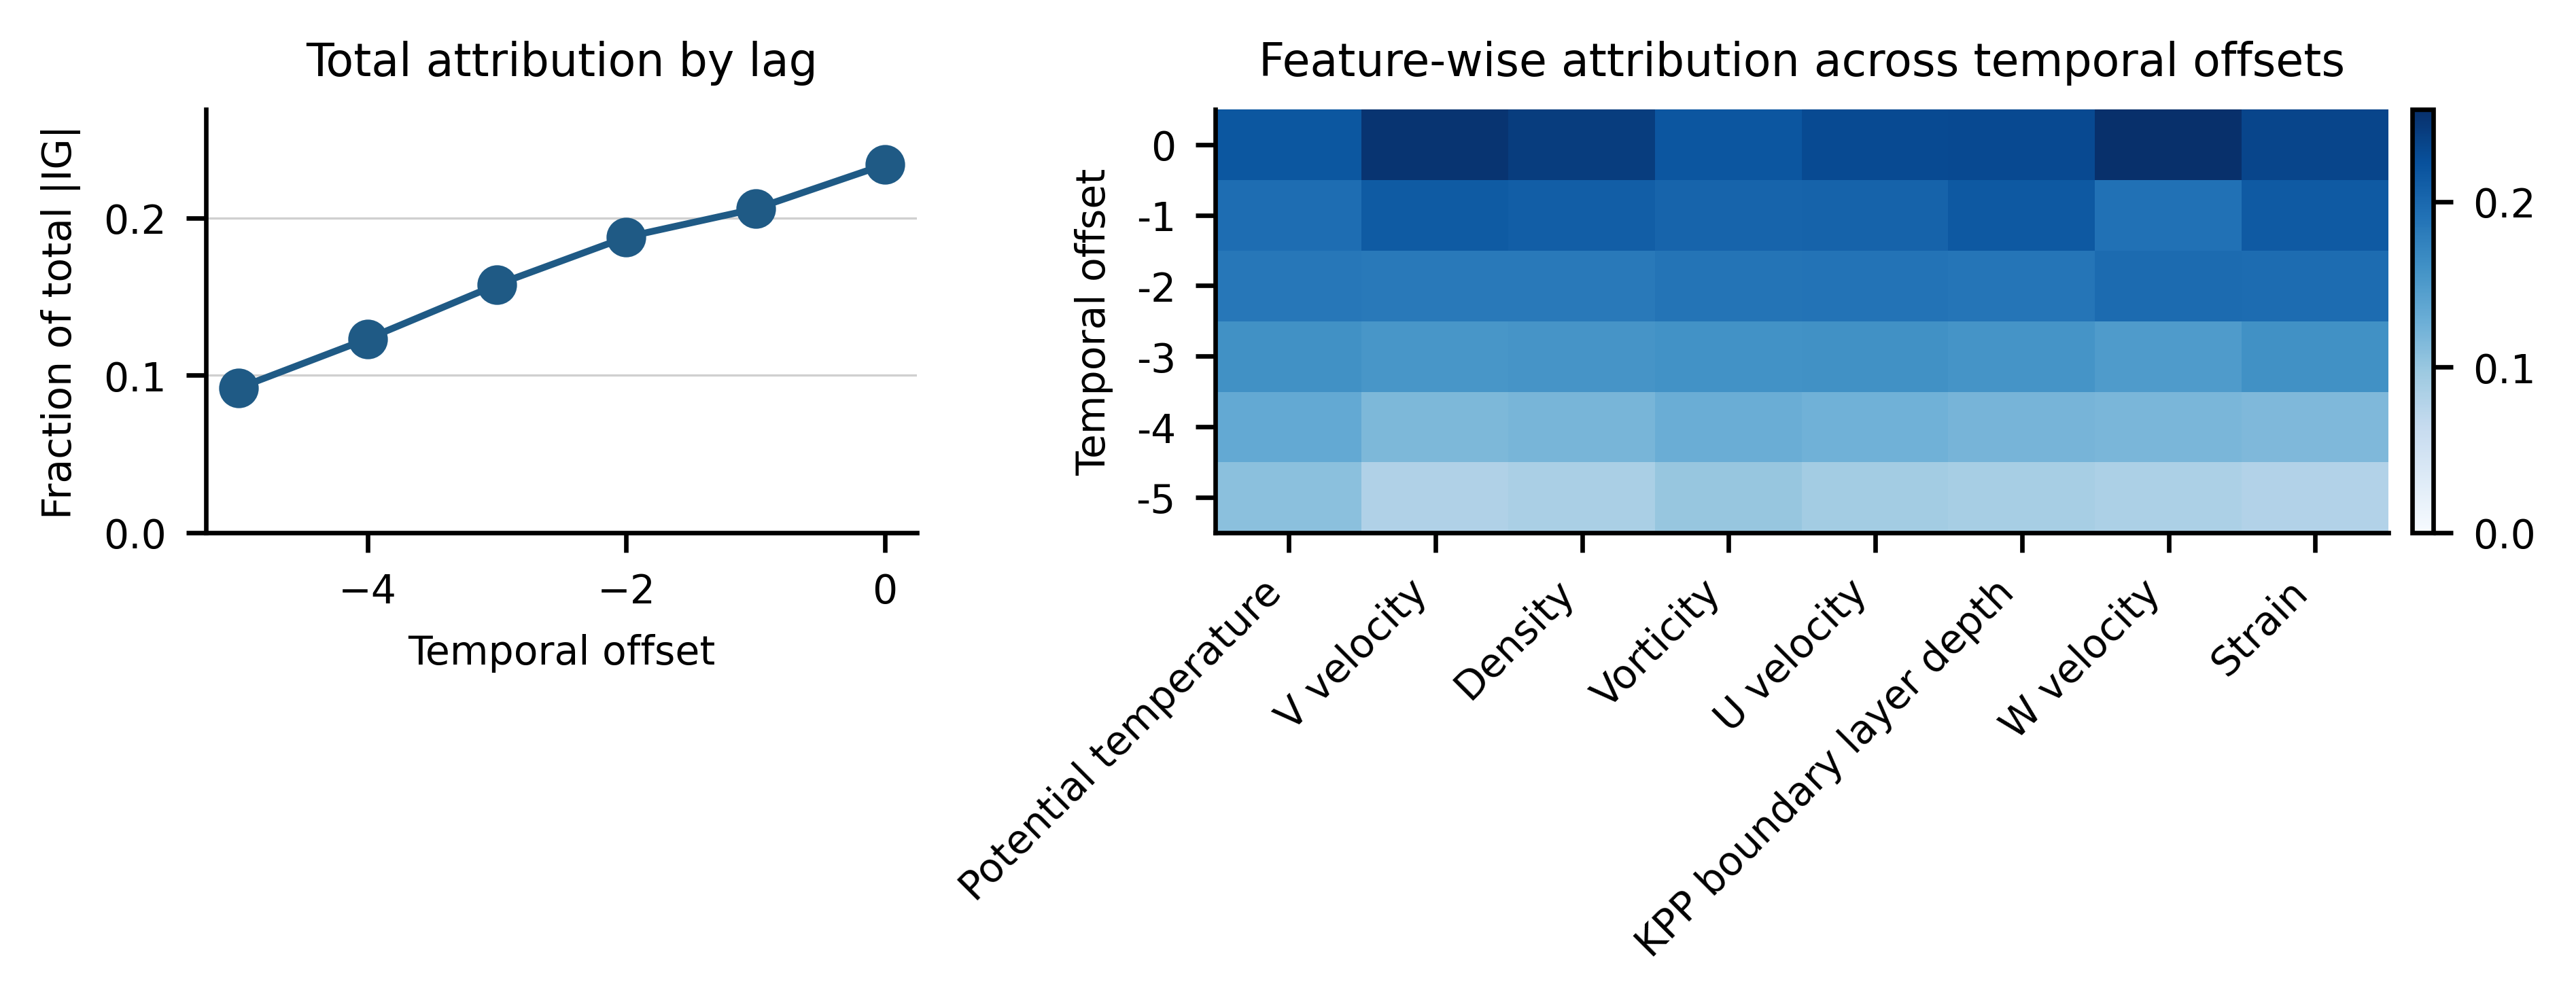 Total attribution by lag
Fraction of total |IG|
0.2
0.1
0.0
−4
−2
0
Temporal offset
Feature-wise attribution across temporal offsets
Temporal offset
0
-1
-2
-3
-4
-5
Potential temperature
V velocity
Density
Vorticity
U velocity
KPP boundary layer depth
W velocity
Strain
0.2
0.1
0.0